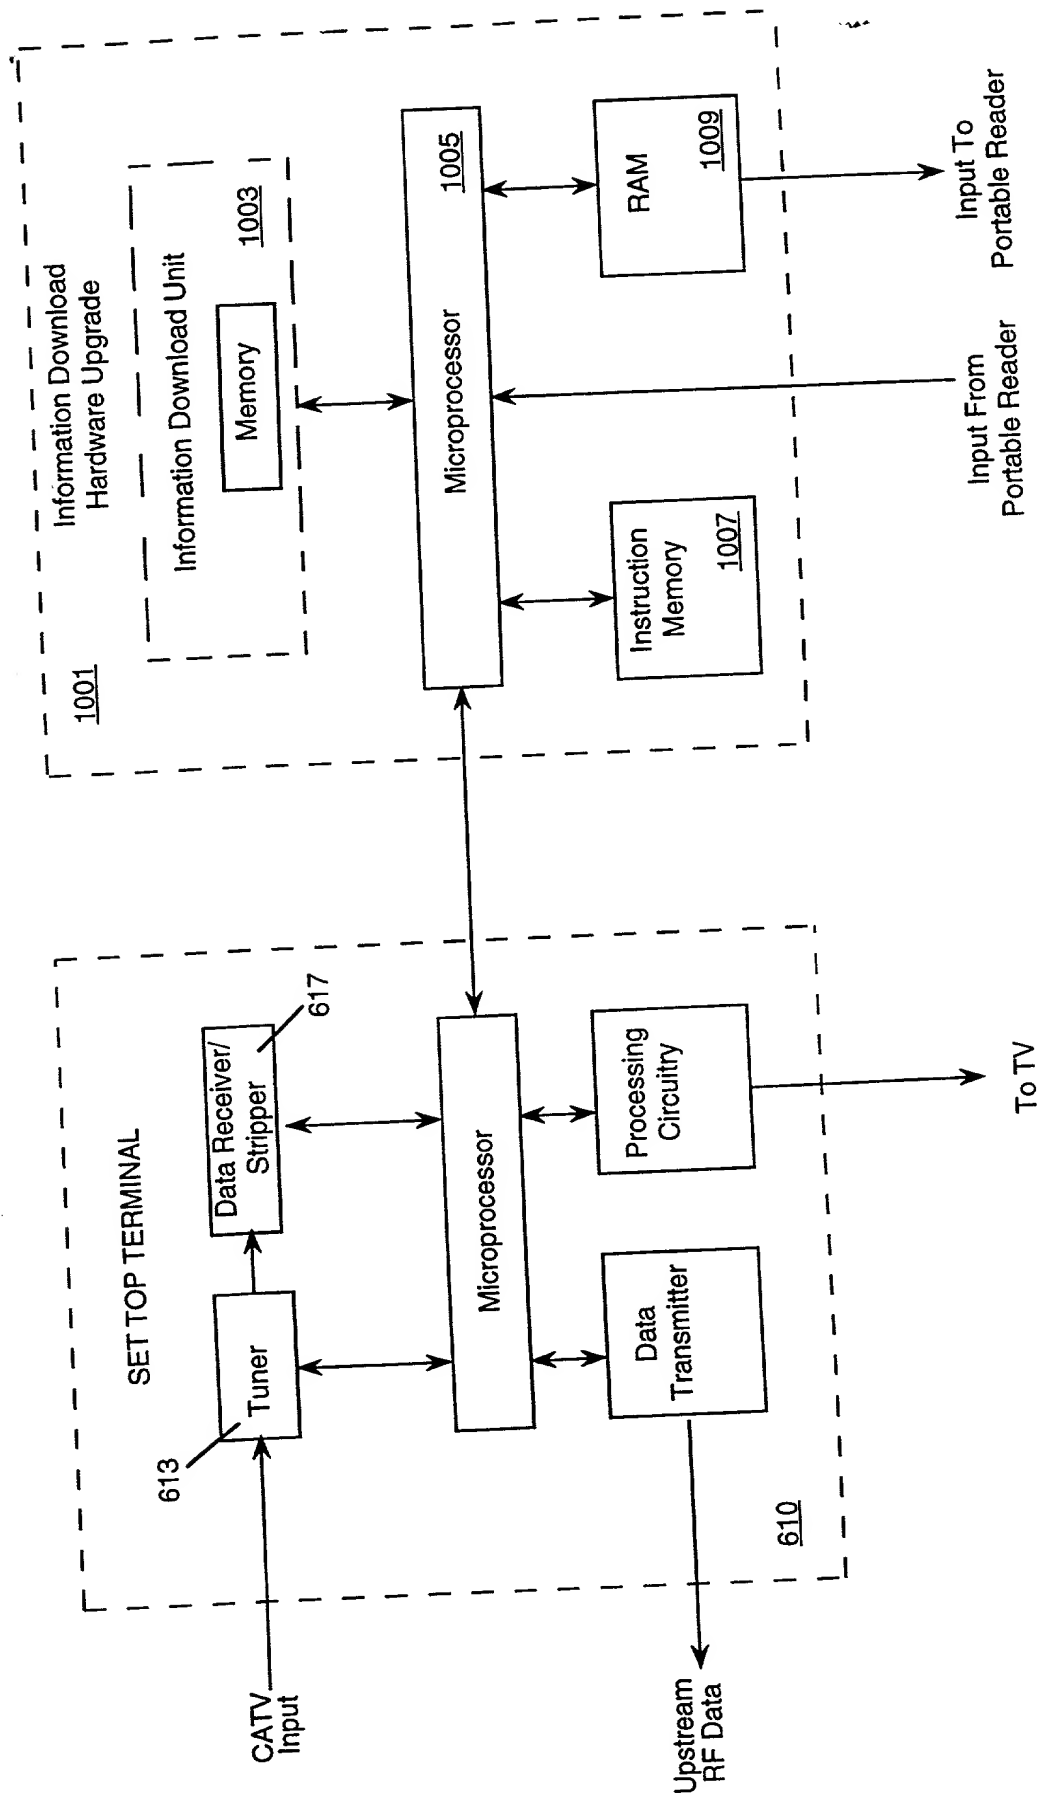 SET TOP TERMINAL
613
Tuner
Data Receiver/
Stripper
617
CATV
Input
Microprocessor
Data
Transmitter
Processing
Circuitry
610
Upstream
RF Data
To TV
1001
Information Download
Hardware Upgrade
Information Download Unit
1003
Memory
Microprocessor
1005
Instruction
Memory
1007
RAM
1009
Input From
Portable Reader
Input To
Portable Reader